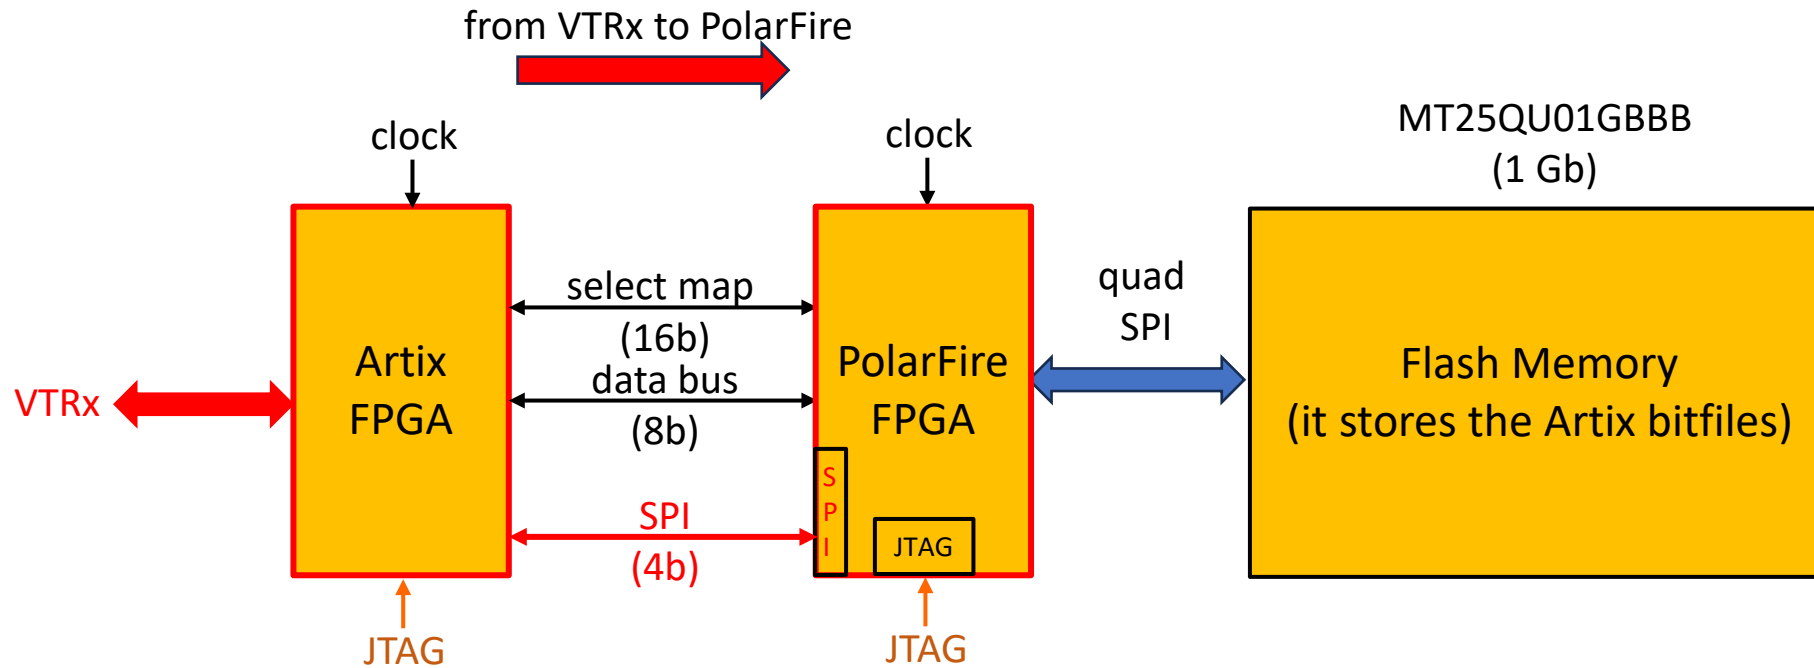 from VTRx to PolarFire
clock
clock
MT25QU01GBBB
(1 Gb)
select map
(16b)
data bus
(8b)
SPI
(4b)
VTRx
Artix
FPGA
PolarFire
FPGA
S
P
I
JTAG
quad
SPI
Flash Memory
(it stores the Artix bitfiles)
JTAG
JTAG